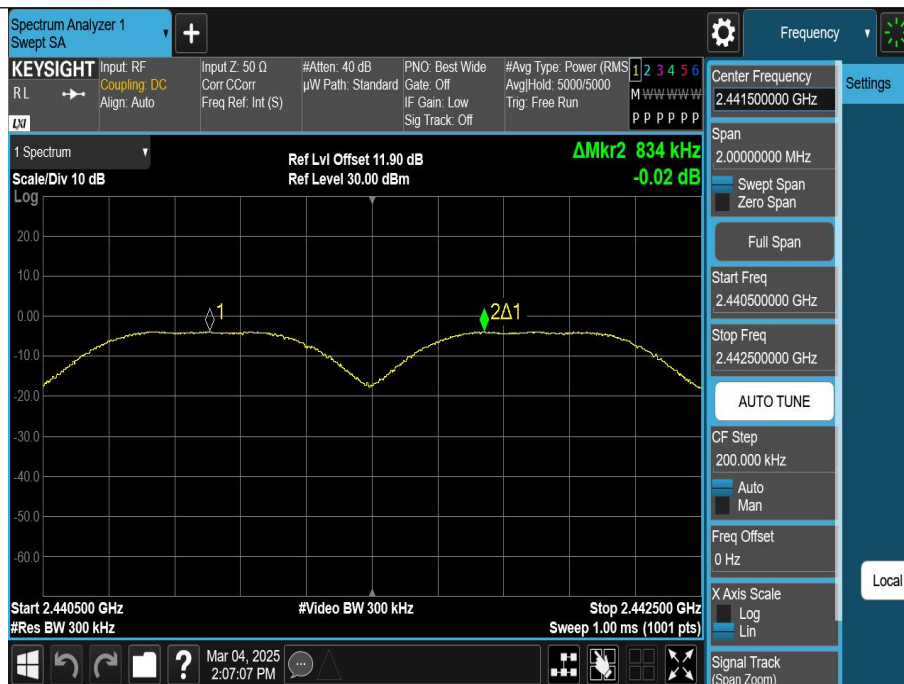 Spectrum Analyzer 1
Swept SA
Frequency
KEYSIGHT
R L
LXI
Input: RF
Coupling: DC
Align: Auto
Input Z: 50 Ω
Corr CCorr
Freq Ref: Int (S)
#Atten: 40 dB
µW Path: Standard
PNO: Best Wide
Gate: Off
IF Gain: Low
Sig Track: Off
#Avg Type: Power (RMS
Avg|Hold: 5000/5000
Trig: Free Run
1 2 3 4 5 6
M W W W W W
P P P P P P
Settings
1 Spectrum
Scale/Div 10 dB
Log
Ref Lvl Offset 11.90 dB
Ref Level 30.00 dBm
ΔMkr2 834 kHz
-0.02 dB
20.0
10.0
0.00
-10.0
-20.0
-30.0
-40.0
-50.0
-60.0
1
2Δ1
Start 2.440500 GHz
#Res BW 300 kHz
#Video BW 300 kHz
Stop 2.442500 GHz
Sweep 1.00 ms (1001 pts)
Center Frequency
2.441500000 GHz
Span
2.00000000 MHz
Swept Span
Zero Span
Full Span
Start Freq
2.440500000 GHz
Stop Freq
2.442500000 GHz
AUTO TUNE
CF Step
200.000 kHz
Auto
Man
Freq Offset
0 Hz
X Axis Scale
Log
Lin
Signal Track
(Span Zoom)
Local
?
Mar 04, 2025
2:07:07 PM